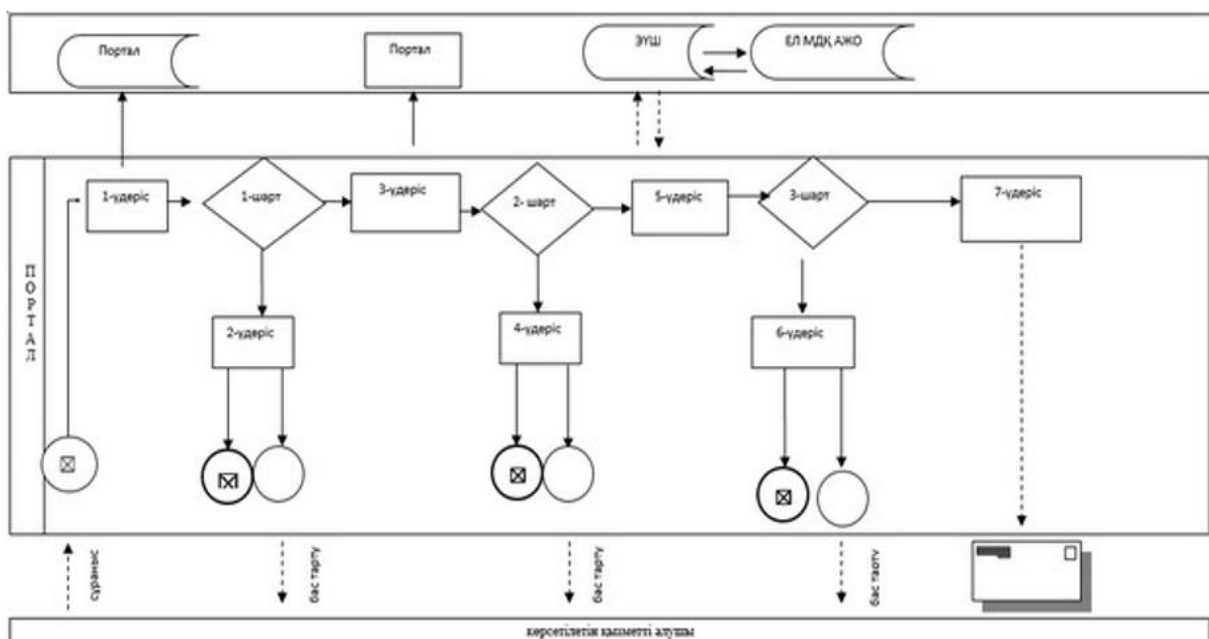 Портал
Портал
ЭҮШ
ЕЛ МДҚ АЖО
ПОРТАЛ
1-үдеріс
1-шарт
3-үдеріс
2- шарт
5-үдеріс
3-шарт
7-үдеріс
2-үдеріс
4-үдеріс
6-үдеріс
сұраныс
бас тарту
бас тарту
бас тарту
көрсетілетін қызметті алушы